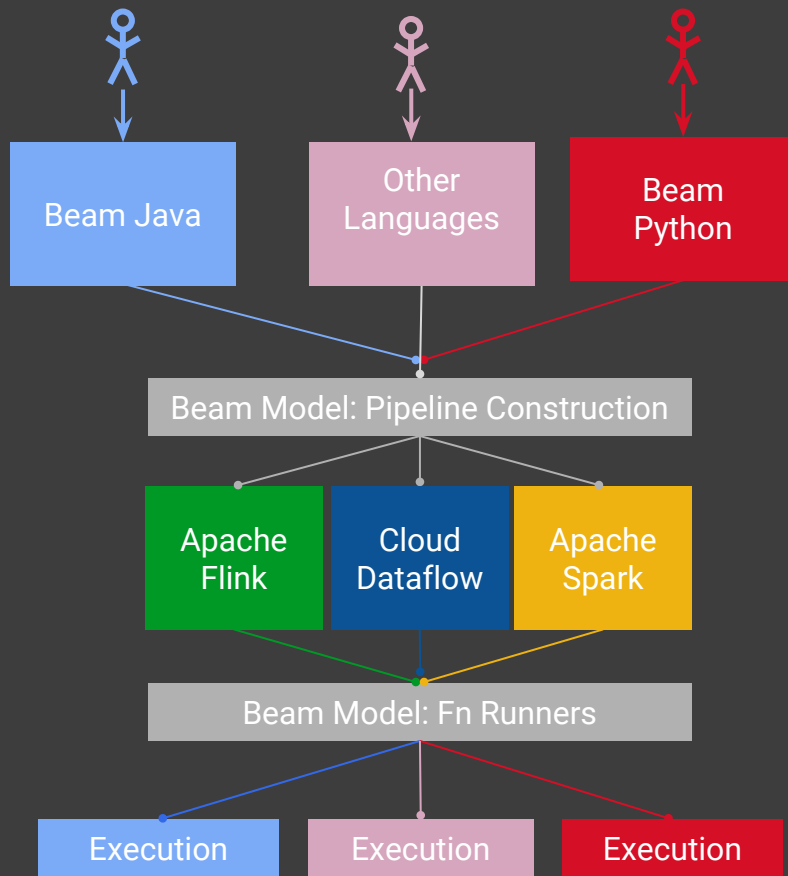 Beam Java
Other
Languages
Beam
Python
Beam Model: Pipeline Construction
Apache
Flink
Cloud
Dataflow
Apache
Spark
Beam Model: Fn Runners
Execution
Execution
Execution